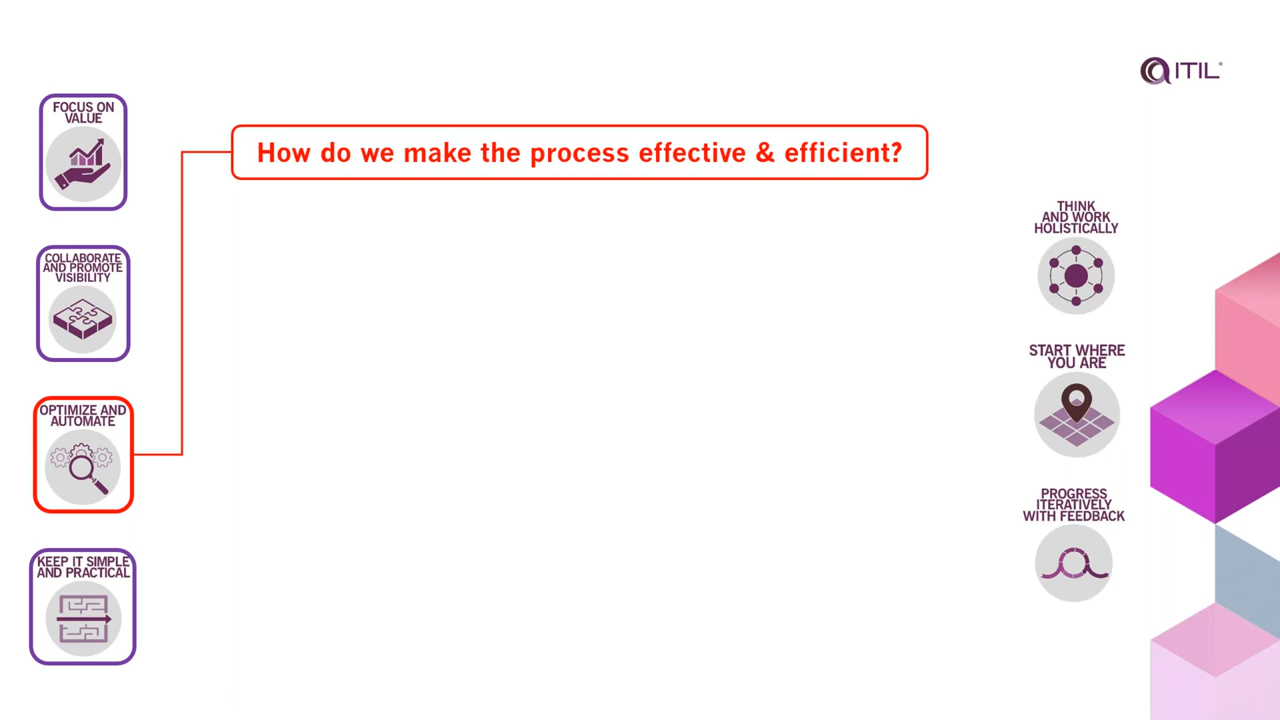 ITIL
FOCUS ON
VALUE
How do we make the process effective & efficient?
COLLABORATE
AND PROMOTE
VISIBILITY
OPTIMIZE AND
AUTOMATE
KEEP IT SIMPLE
AND PRACTICAL
THINK
AND WORK
HOLISTICALLY
START WHERE
YOU ARE
PROGRESS
ITERATIVELY
WITH FEEDBACK